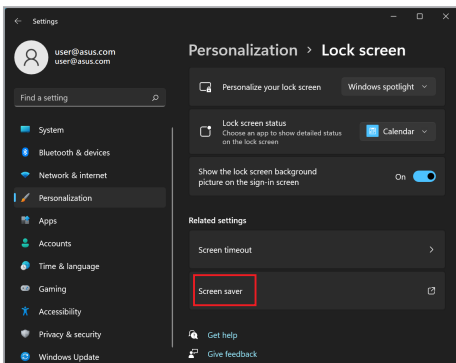 Settings
user@asus.com
user@asus.com
Find a setting
System
Bluetooth & devices
Network & internet
Personalization
Apps
Accounts
Time & language
Gaming
Accessibility
Privacy & security
Windows Update
Personalization > Lock screen
Personalize your lock screen
Windows spotlight
Lock screen status
Choose an app to show detailed status
on the lock screen
Calendar
Show the lock screen background
picture on the sign-in screen
On
Related settings
Screen timeout
Screen saver
Get help
Give feedback